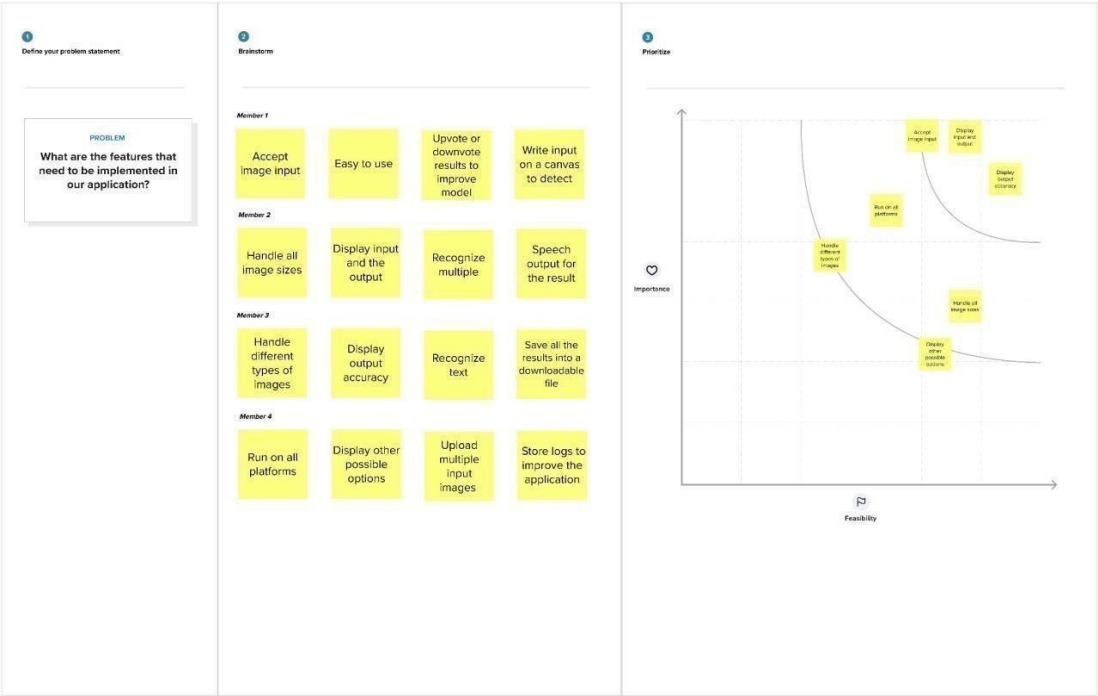 1
Define your problem statement
PROBLEM
What are the features that
need to be implemented in
our application?
2
Brainstorm
Member 1
Accept
image input
Easy to use
Upvote or
downvote
results to
improve
model
Write input
on a canvas
to detect
Member 2
Handle all
image sizes
Display input
and the
output
Recognize
multiple
Speech
output for
the result
Member 3
Handle
different
types of
images
Display
output
accuracy
Recognize
text
Save all the
results into a
downloadable
file
Member 4
Run on all
platforms
Display other
possible
options
Upload
multiple
input
images
Store logs to
improve the
application
3
Prioritize
Accept
image input
Display
input and
output
Display
output
accuracy
Run on all
platforms
Handle
different
types of
images
Importance
Handle all
image sizes
Display
other
possible
options
Feasibility